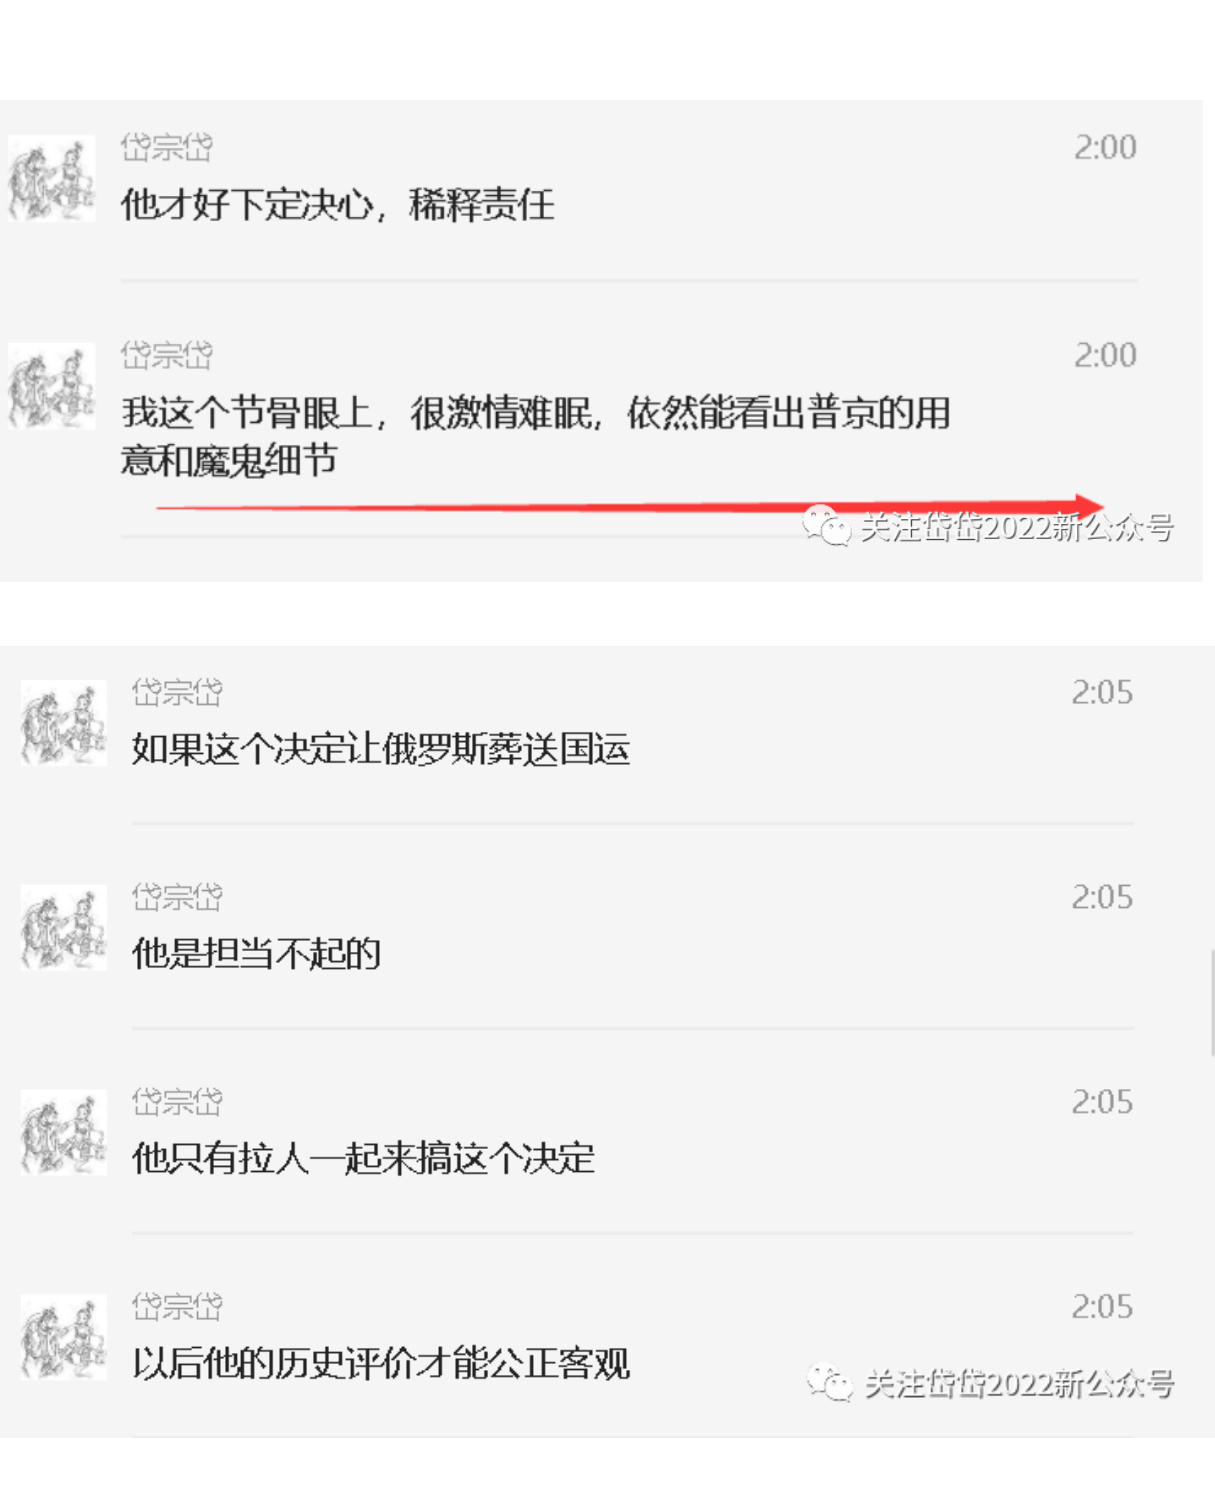 岱宗岱 2:00
他才好下定决心，稀释责任
岱宗岱 2:00
我这个节骨眼上，很激情难眠，依然能看出普京的用
意和魔鬼细节
关注岱岱2022新公众号
岱宗岱 2:05
如果这个决定让俄罗斯葬送国运
岱宗岱 2:05
他是担当不起的
岱宗岱 2:05
他只有拉人一起来搞这个决定
岱宗岱 2:05
以后他的历史评价才能公正客观
关注岱岱2022新公众号